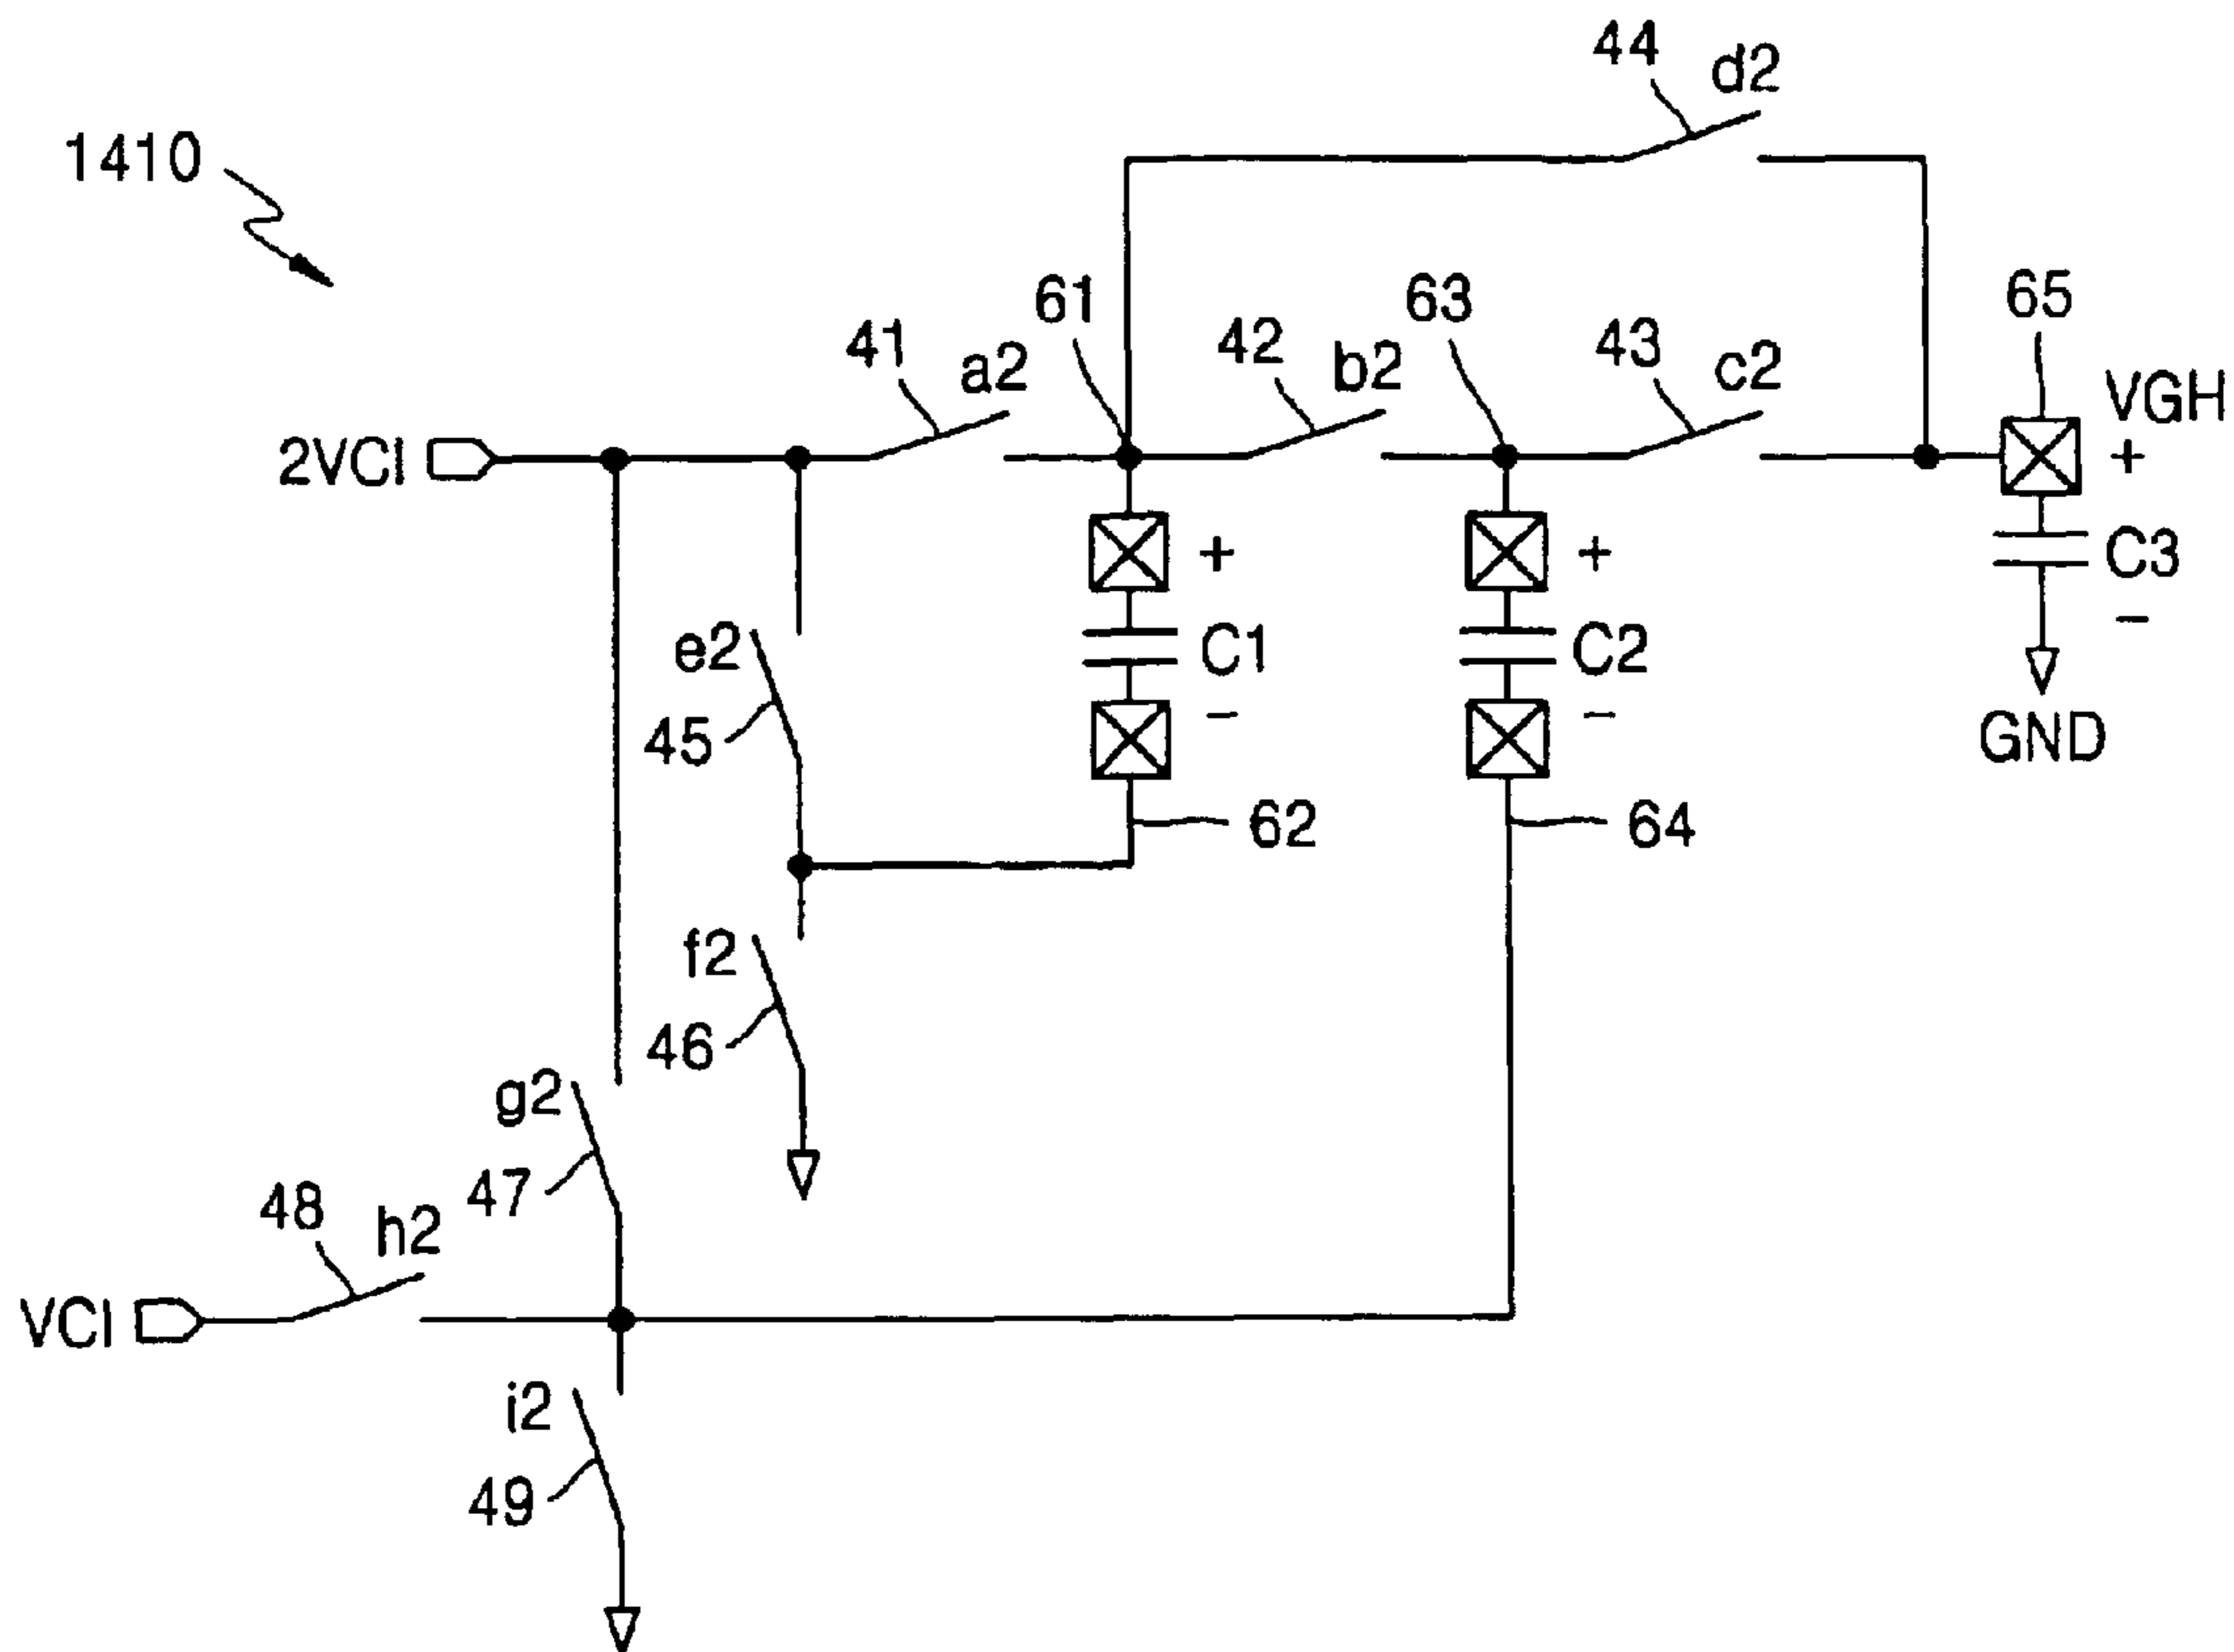 44
d2
1410
61
63
65
41
a2
42
b2
43
c2
VGH
2VCI
+
+
+
C3
e2
C1
C2
-
45
-
-
GND
62
64
f2
46
g2
47
48
h2
VCI
i2
49